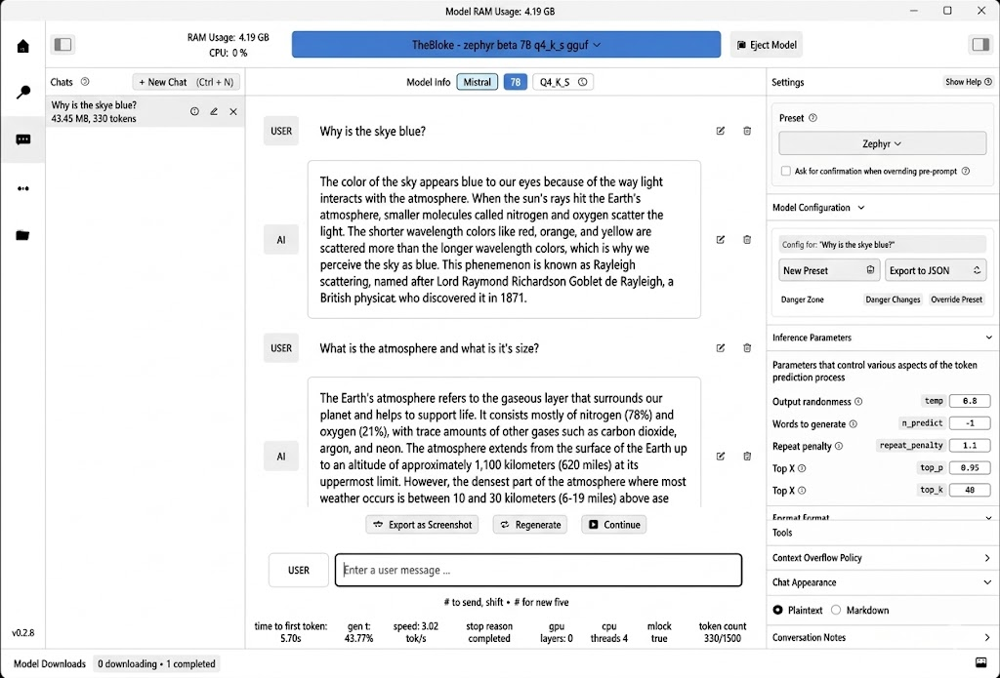 Model RAM Usage: 4.19 GB
RAM Usage: 4.19 GB
CPU: 0 %
TheBloke - zephyr beta 7B q4_k_s gguf
Eject Model
Chats
+ New Chat (Ctrl + N)
Model Info Mistral 78 Q4_K_S
Settings
Show Help
Why is the skye blue?
43.45 MB, 330 tokens
USER
Why is the skye blue?
AI
The color of the sky appears blue to our eyes because of the way light
interacts with the atmosphere. When the sun's rays hit the Earth's
atmosphere, smaller molecules called nitrogen and oxygen scatter the
light. The shorter wavelength colors like red, orange, and yellow are
scattered more than the longer wavelength colors, which is why we
perceive the sky as blue. This phenemenon is known as Rayleigh
scattering, named after Lord Raymond Richardson Goblet de Rayleigh, a
British physicat who discovered it in 1871.
USER
What is the atmosphere and what is it's size?
AI
The Earth's atmosphere refers to the gaseous layer that surrounds our
planet and helps to support life. It consists mostly of nitrogen (78%) and
oxygen (21%), with trace amounts of other gases such as carbon dioxide,
argon, and neon. The atmosphere extends from the surface of the Earth up
to an altitude of approximately 1,100 kilometers (620 miles) at its
uppermost limit. However, the densest part of the atmosphere where most
weather occurs is between 10 and 30 kilometers (6-19 miles) above ase
Export as Screenshot
Regenerate
Continue
USER
Enter a user message ...
# to send, shift • # for new five
time to first token: gen t: speed: 3.02 stop reason gpu cpu mlock token count
5.70s 43.77% tok/s completed layers: 0 threads 4 true 330/1500
Preset
Zephyr
Ask for confirmation when overnding pre-prompt
Model Configuration
Config for: "Why is the skye blue?"
New Preset
Export to JSON
Danger Zone
Danger Changes
Override Preset
Inference Parameters
Parameters that control various aspects of the token
prediction process
Output randomness temp 0.8
Words to generate n_predict -1
Repeat penalty repeat_penalty 1.1
Top X top_p 0.95
Top X top_k 40
Format Format
Tools
Context Overflow Policy
Chat Appearance
Plaintext
Markdown
Conversation Notes
v0.2.8
Model Downloads 0 downloading • 1 completed